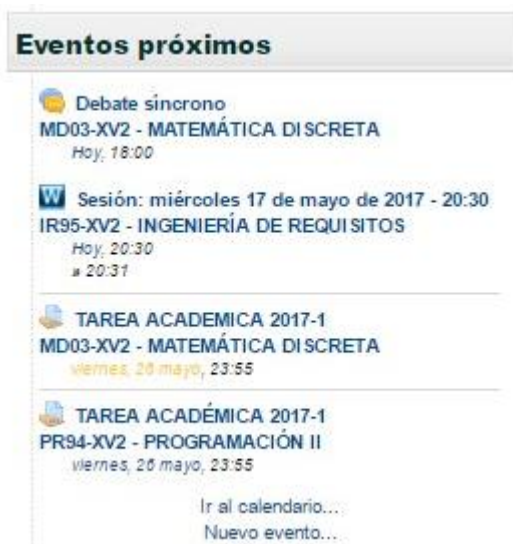 Eventos próximos
Debate síncrono
MD03-XV2 - MATEMÁTICA DISCRETA
Hoy, 18:00
Sesión: miércoles 17 de mayo de 2017 - 20:30
IR95-XV2 - INGENIERÍA DE REQUISITOS
Hoy, 20:30
» 20:31
TAREA ACADEMICA 2017-1
MD03-XV2 - MATEMÁTICA DISCRETA
viernes, 26 mayo, 23:55
TAREA ACADÉMICA 2017-1
PR94-XV2 - PROGRAMACIÓN II
viernes, 26 mayo, 23:55
Ir al calendario...
Nuevo evento...